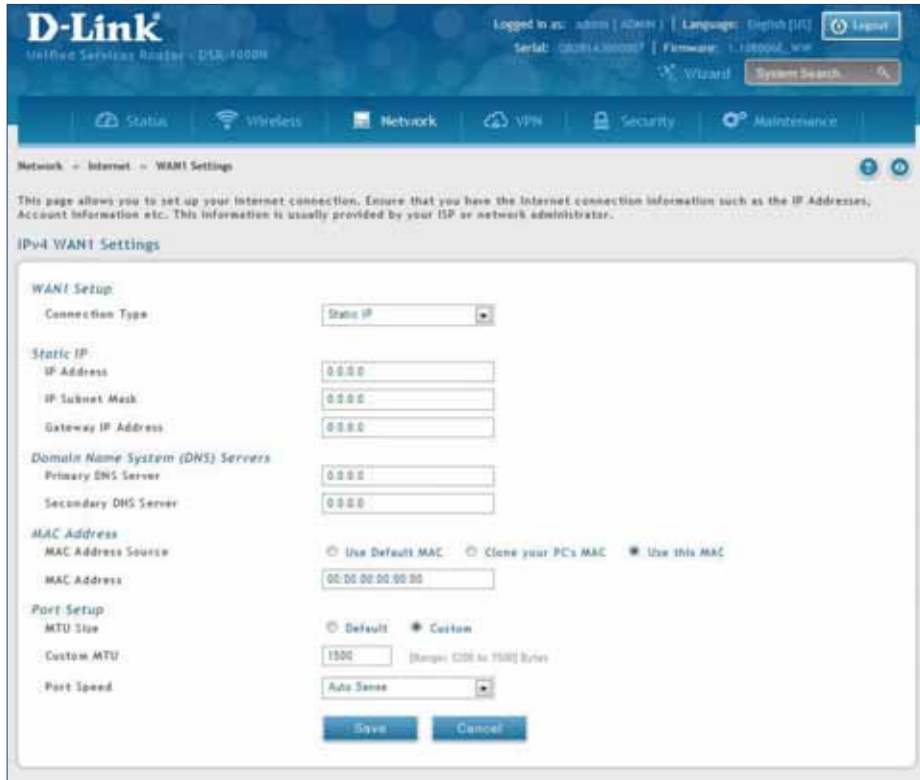 D-Link
Unified Services Router - DSR-1000N
Logged in as: admin ( ADMIN ) | Language: English [US]
Logout
Serial: | Firmware:
Wizard
System Search
Status
Wireless
Network
VPN
Security
Maintenance
Network » Internet » WAN1 Settings
This page allows you to set up your Internet connection. Ensure that you have the Internet connection information such as the IP Addresses,
Account Information etc. This information is usually provided by your ISP or network administrator.
IPv4 WAN1 Settings
WAN1 Setup
Connection Type Static IP
Static IP
IP Address 0.0.0.0
IP Subnet Mask 0.0.0.0
Gateway IP Address 0.0.0.0
Domain Name System (DNS) Servers
Primary DNS Server 0.0.0.0
Secondary DNS Server 0.0.0.0
MAC Address
MAC Address Source Use Default MAC Clone your PC's MAC Use this MAC
MAC Address 00:00:00:00:00:00
Port Setup
MTU Size Default Custom
Custom MTU 1500 [Range: 1200 to 1500] Bytes
Port Speed Auto Sense
Save
Cancel